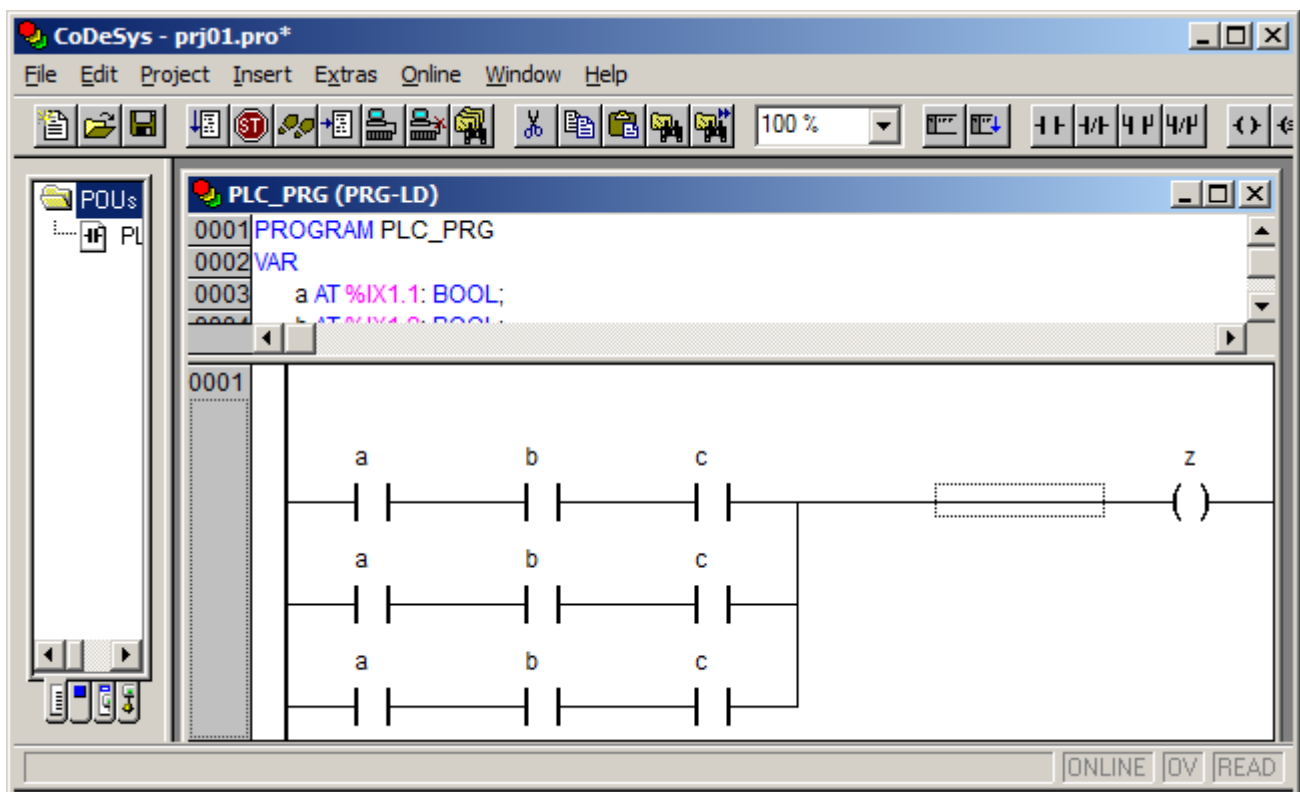 CoDeSys - prj01.pro*
File Edit Project Insert Extras Online Window Help
ST
100 %
POUs
PL
PLC_PRG (PRG-LD)
0001 PROGRAM PLC_PRG
0002 VAR
0003 a AT %IX1.1: BOOL;
0001
a b c z
a b c
a b c
ONLINE OV READ